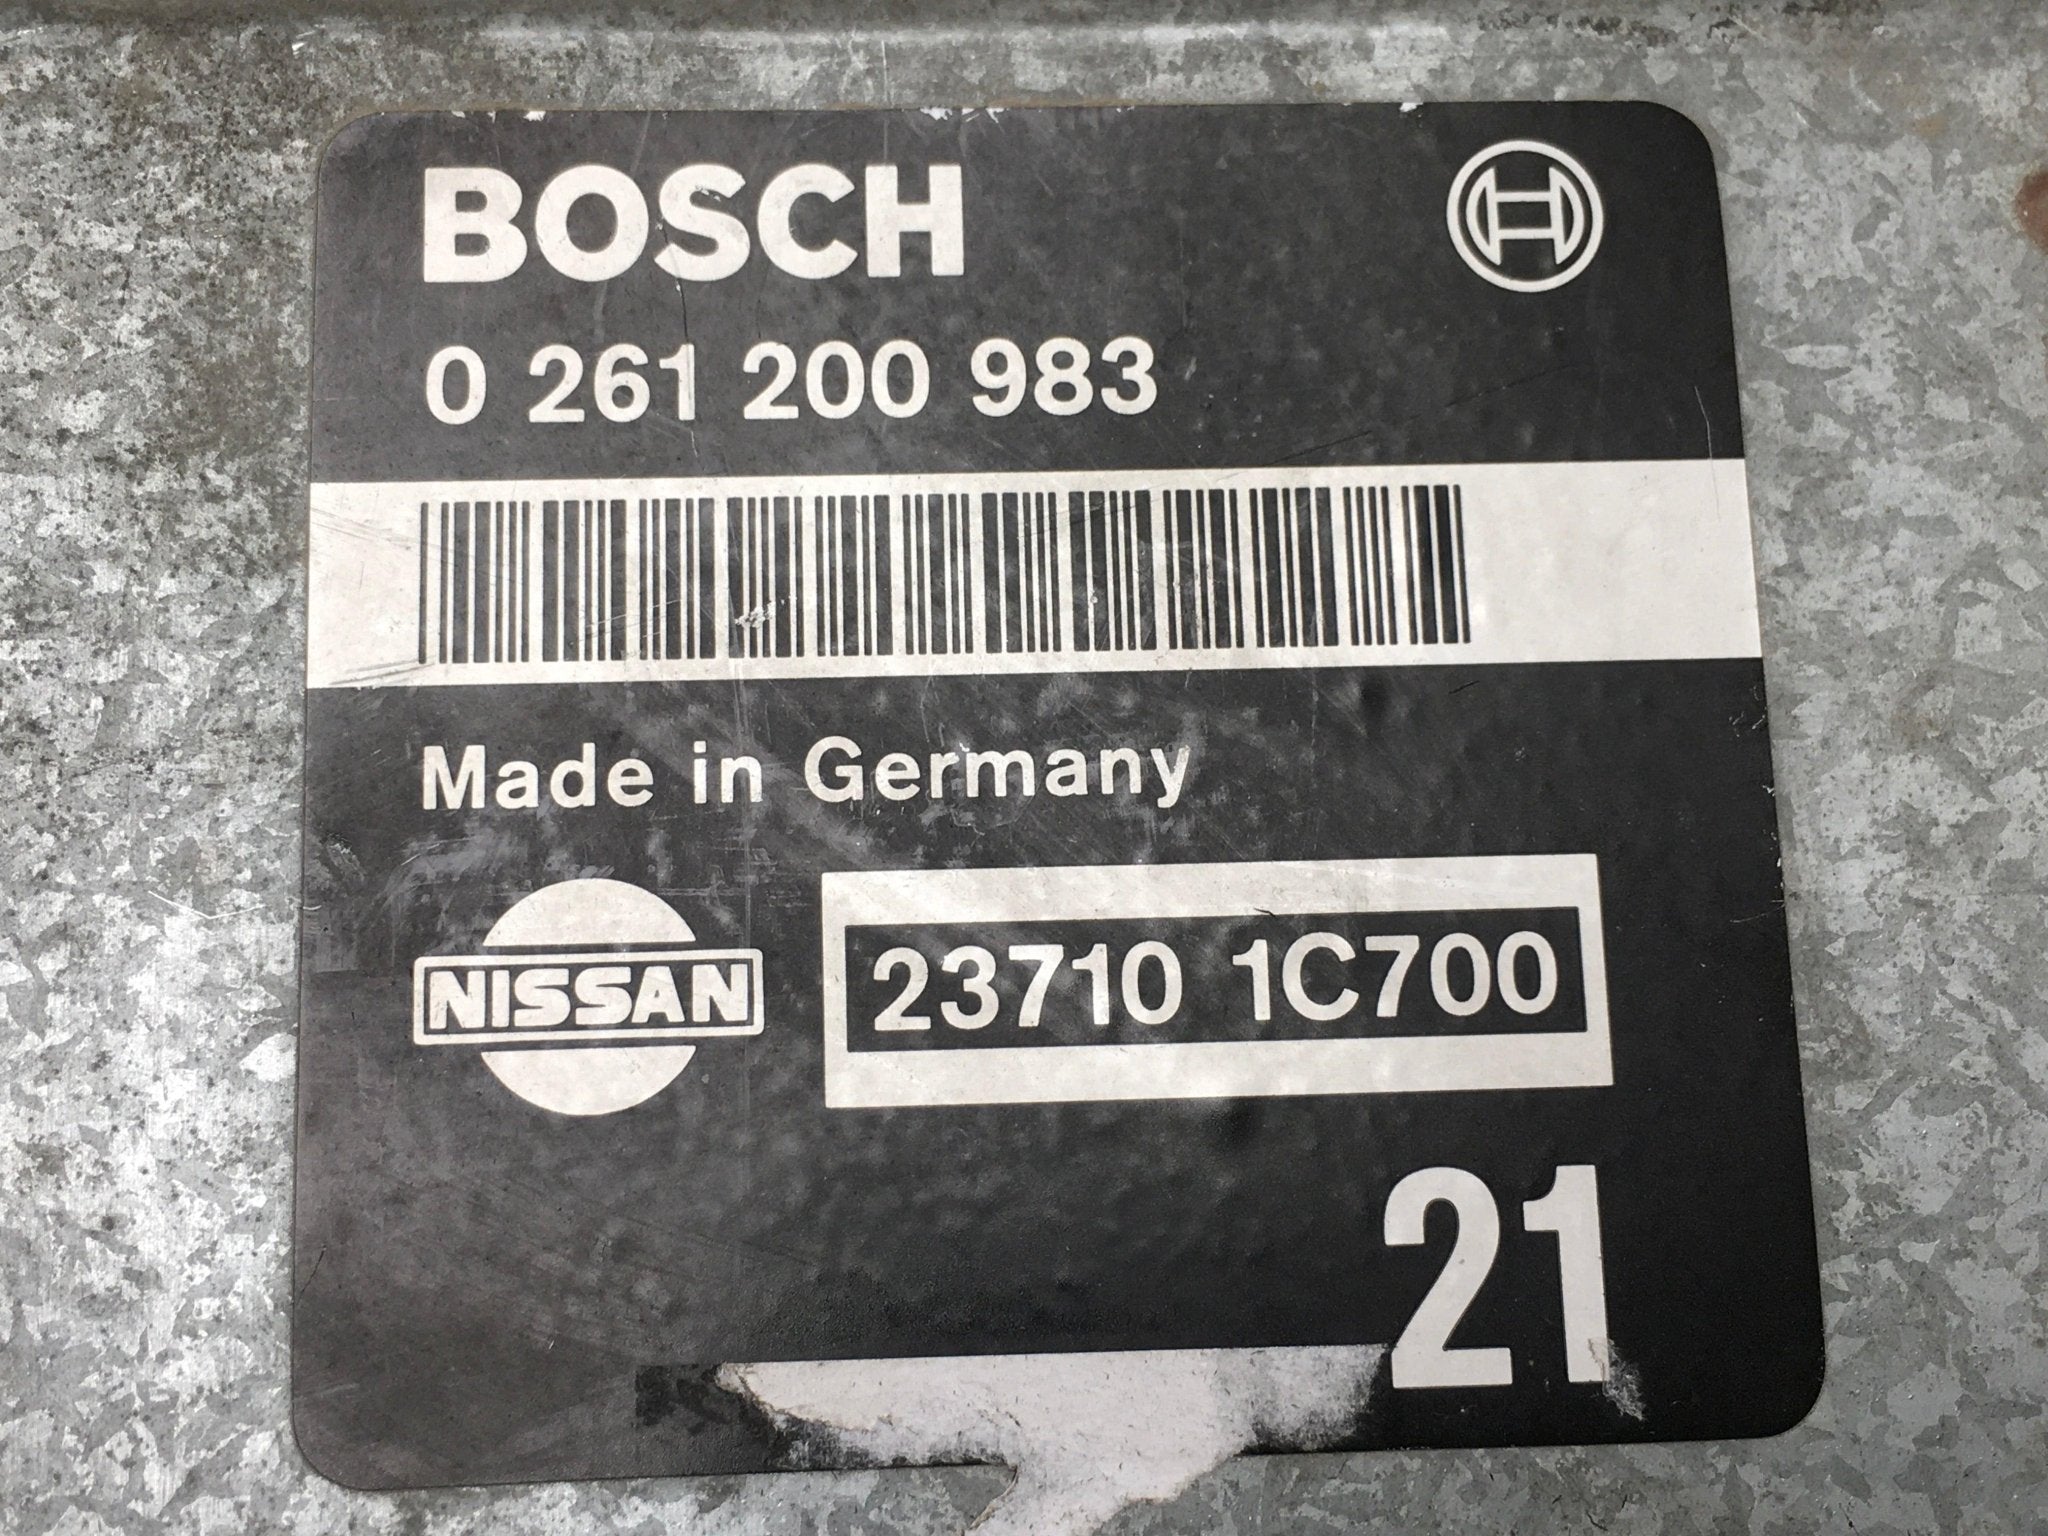 BOSCH
0 261 200 983
Made in Germany
NISSAN 23710 1C700
21